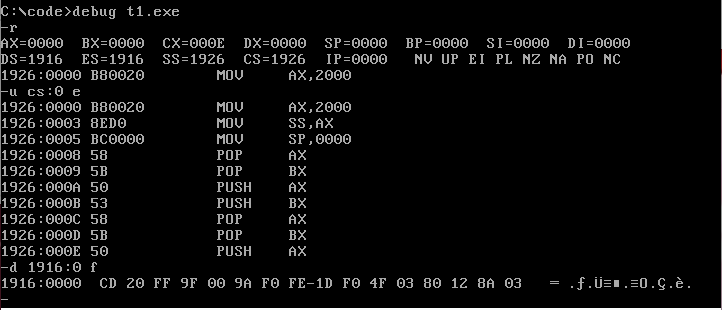 C:\code>debug t1.exe
-r
AX=0000  BX=0000  CX=000E  DX=0000  SP=0000  BP=0000  SI=0000  DI=0000
DS=1916  ES=1916  SS=1926  CS=1926  IP=0000   NV UP EI PL NZ NA PO NC
1926:0000 B80020        MOV     AX,2000
-u cs:0 e
1926:0000 B80020        MOV     AX,2000
1926:0003 8ED0          MOV     SS,AX
1926:0005 BC0000        MOV     SP,0000
1926:0008 58            POP     AX
1926:0009 5B            POP     BX
1926:000A 50            PUSH    AX
1926:000B 53            PUSH    BX
1926:000C 58            POP     AX
1926:000D 5B            POP     BX
1926:000E 50            PUSH    AX
-d 1916:0 f
1916:0000  CD 20 FF 9F 00 9A F0 FE-1D F0 4F 03 80 12 8A 03   = .ƒ.Ü≡■.≡O.Ç.è.
-